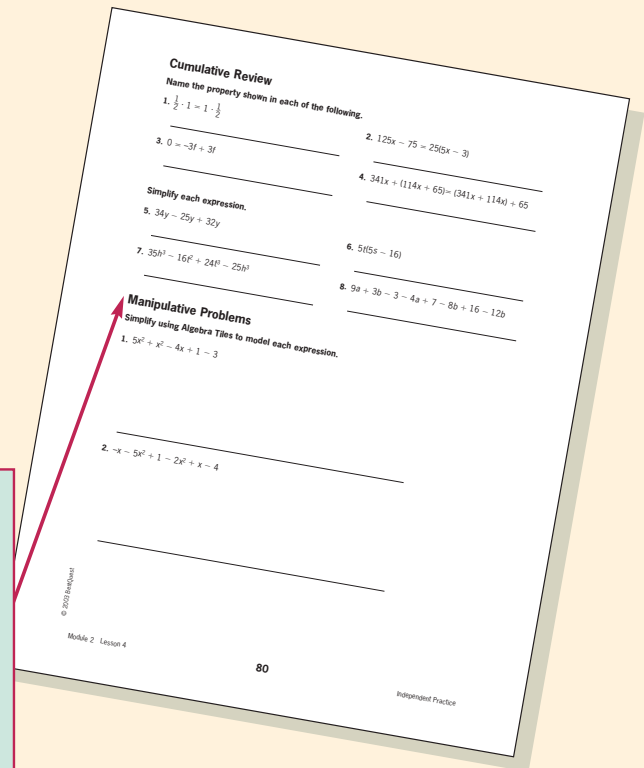 Cumulative Review
Name the property shown in each of the following.
1. 1/2 · 1 = 1 · 1/2
2. 125x − 75 = 25(5x − 3)
3. 0 = −3f + 3f
4. 341x + (114x + 65)= (341x + 114x) + 65
Simplify each expression.
5. 34y − 25y + 32y
6. 5t(5s − 16)
7. 35h³ − 16t² + 24t³ − 25h³
8. 9a + 3b − 3 − 4a + 7 − 8b + 16 − 12b
Manipulative Problems
Simplify using Algebra Tiles to model each expression.
1. 5x² + x² − 4x + 1 − 3
2. −x − 5x² + 1 − 2x² + x − 4
© 2003 BestQuest
Module 2 Lesson 4
80
Independent Practice